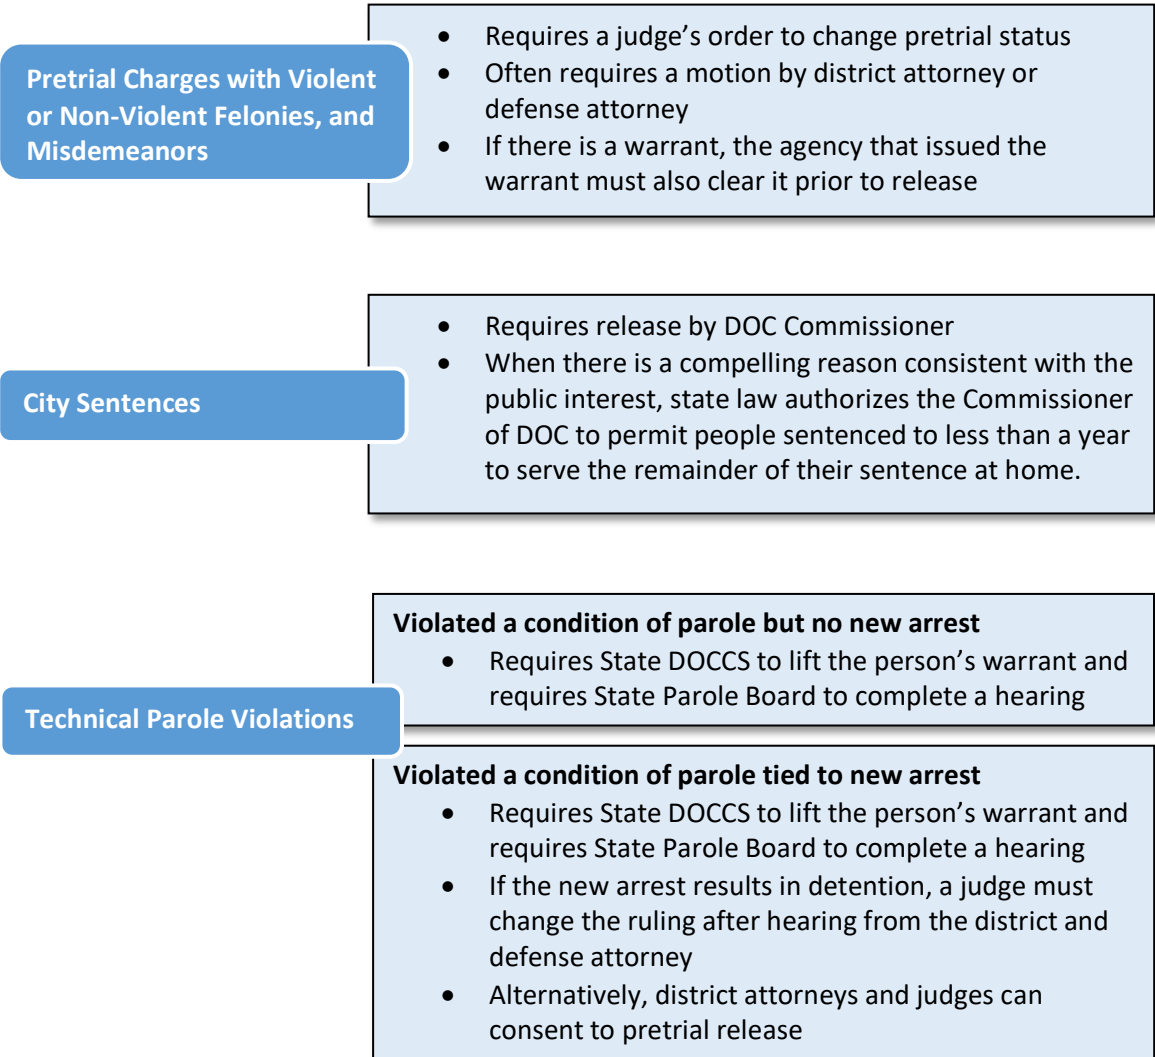 Pretrial Charges with Violent
or Non-Violent Felonies, and
Misdemeanors
• Requires a judge’s order to change pretrial status
• Often requires a motion by district attorney or
defense attorney
• If there is a warrant, the agency that issued the
warrant must also clear it prior to release
City Sentences
• Requires release by DOC Commissioner
• When there is a compelling reason consistent with the
public interest, state law authorizes the Commissioner
of DOC to permit people sentenced to less than a year
to serve the remainder of their sentence at home.
Technical Parole Violations
Violated a condition of parole but no new arrest
• Requires State DOCCS to lift the person’s warrant and
requires State Parole Board to complete a hearing
Violated a condition of parole tied to new arrest
• Requires State DOCCS to lift the person’s warrant and
requires State Parole Board to complete a hearing
• If the new arrest results in detention, a judge must
change the ruling after hearing from the district and
defense attorney
• Alternatively, district attorneys and judges can
consent to pretrial release